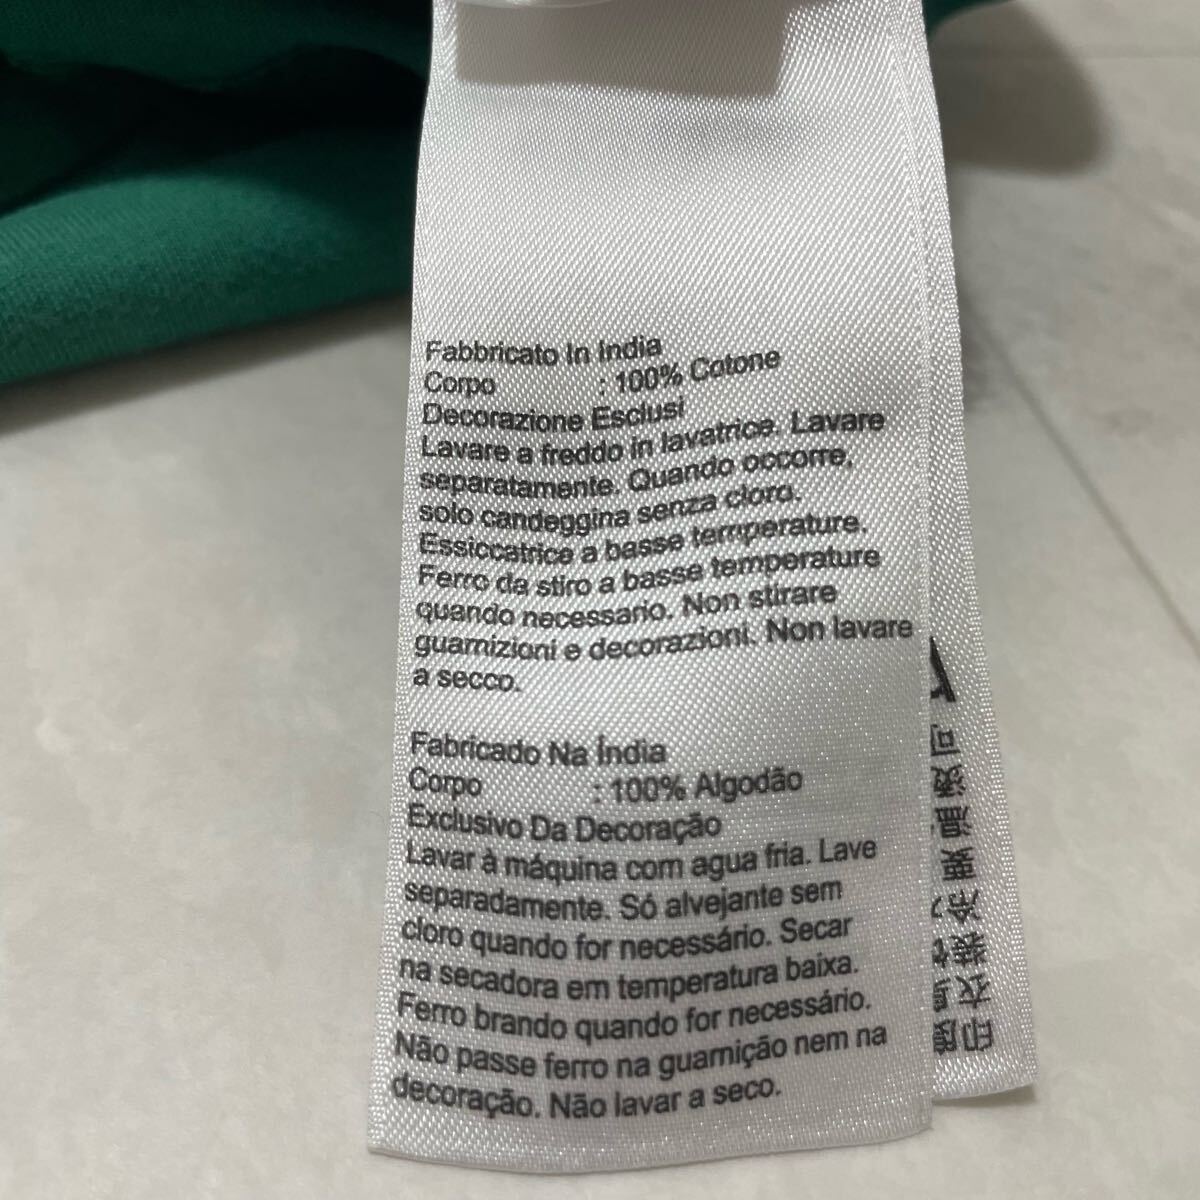 Fabbricato In India
Corpo : 100% Cotone
Decorazione Esclusi
Lavare a freddo in lavatrice. Lavare
separatamente. Quando occorre,
solo candeggina senza cloro.
Essiccatrice a basse temperature.
Ferro da stiro a basse temperature
quando necessario. Non stirare
guarnizioni e decorazioni. Non lavare
a secco.
Fabricado Na Índia
Corpo : 100% Algodão
Exclusivo Da Decoração
Lavar à máquina com agua fria. Lave
separadamente. Só alvejante sem
cloro quando for necessário. Secar
na secadora em temperatura baixa.
Ferro brando quando for necessário.
Não passe ferro na guarnição nem na
decoração. Não lavar a seco.